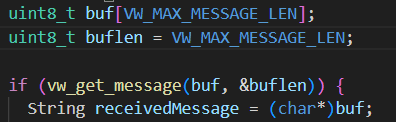 uint8_t buf[VW_MAX_MESSAGE_LEN];
uint8_t buflen = VW_MAX_MESSAGE_LEN;
if (vw_get_message(buf, &buflen)) {
String receivedMessage = (char*)buf;